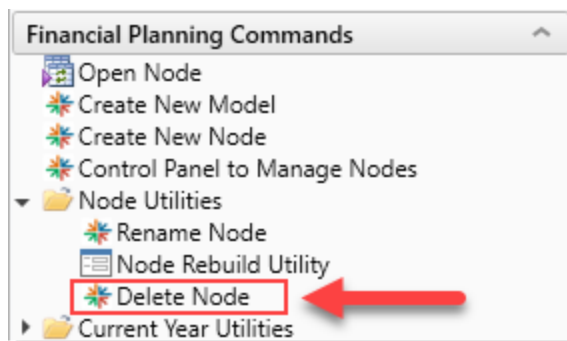 Financial Planning Commands
Open Node
Create New Model
Create New Node
Control Panel to Manage Nodes
Node Utilities
Rename Node
Node Rebuild Utility
Delete Node
Current Year Utilities